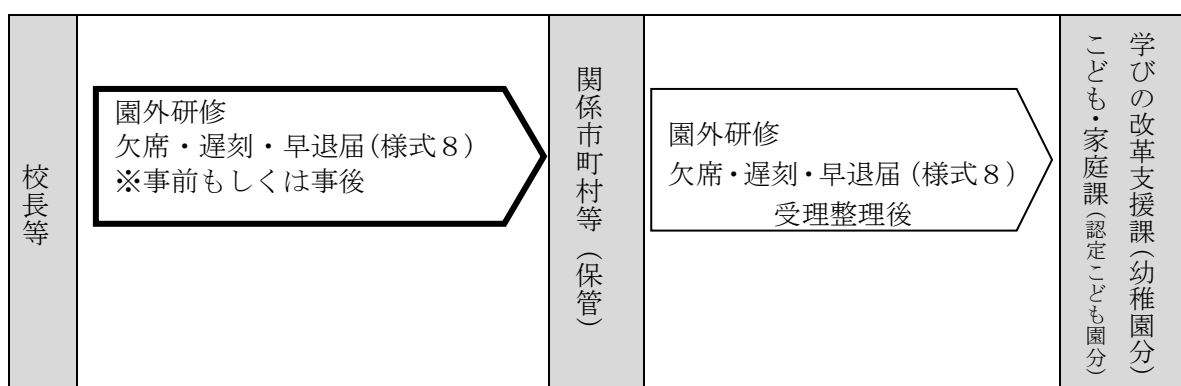 校長等
園外研修
欠席・遅刻・早退届(様式８)
※事前もしくは事後
関係市町村等（保管）
園外研修
欠席・遅刻・早退届（様式８）
受理整理後
学びの改革支援課（幼稚園分）
こども・家庭課（認定こども園分）